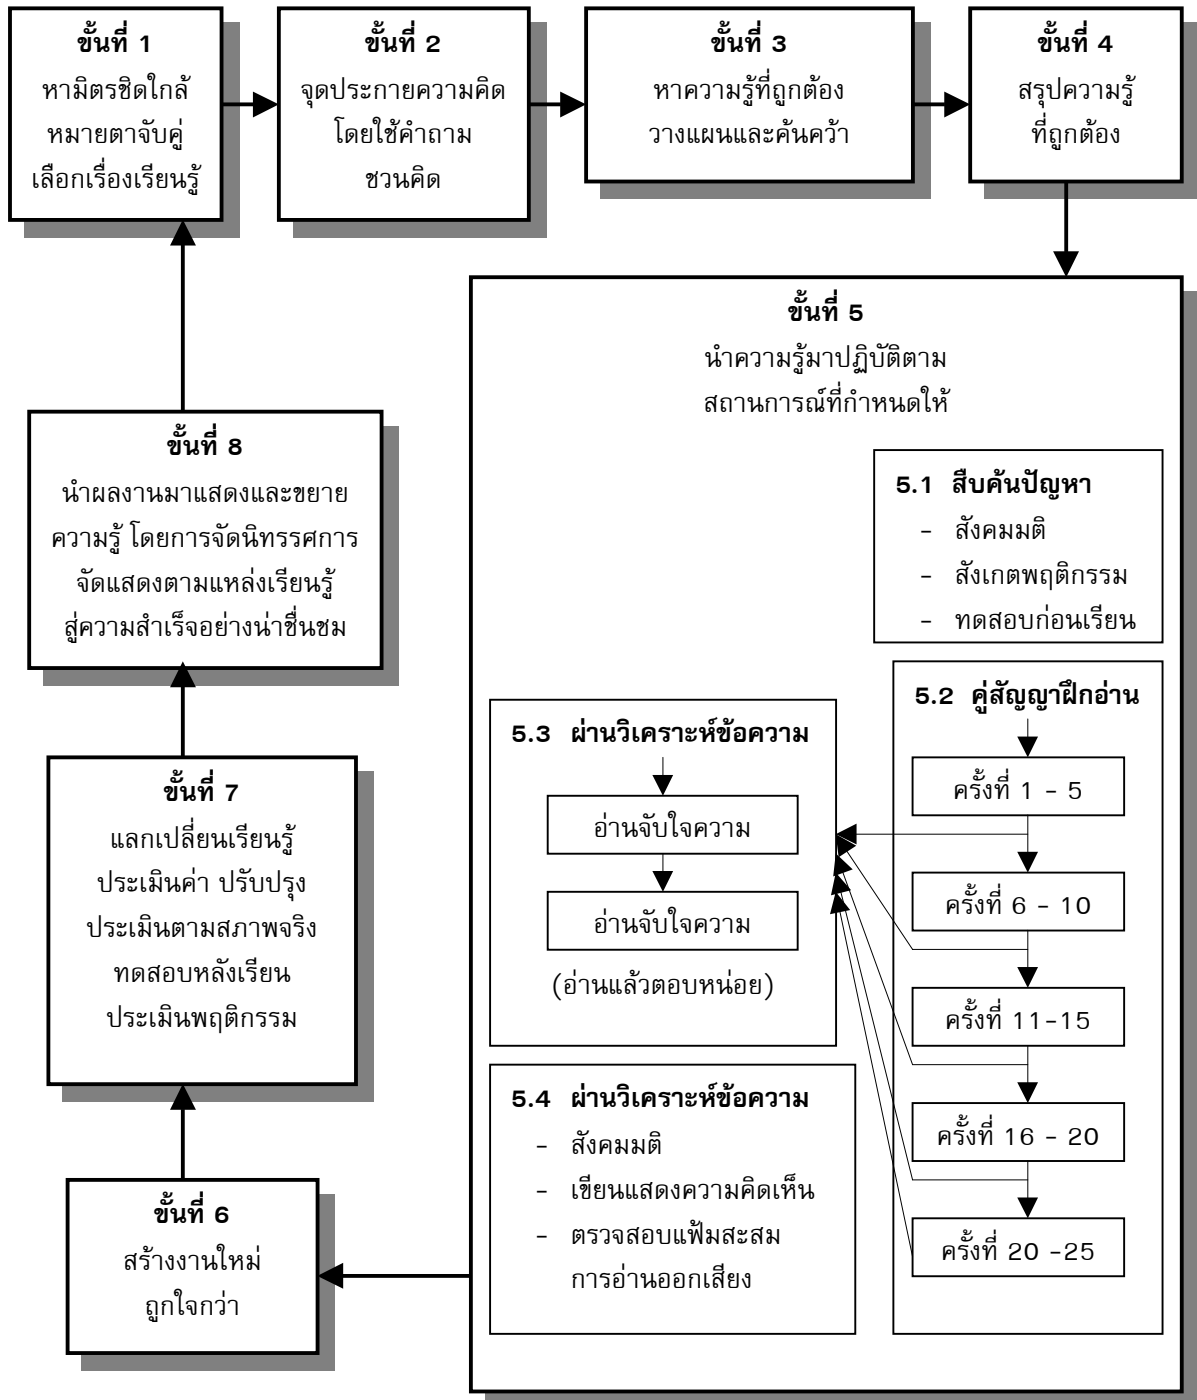 ขั้นที่ 1
หามิตรชิดใกล้
หมายตาจับคู่
เลือกเรื่องเรียนรู้
ขั้นที่ 2
จุดประกายความคิด
โดยใช้คำถาม
ชวนคิด
ขั้นที่ 3
หาความรู้ที่ถูกต้อง
วางแผนและค้นคว้า
ขั้นที่ 4
สรุปความรู้
ที่ถูกต้อง
ขั้นที่ 5
นำความรู้มาปฏิบัติตาม
สถานการณ์ที่กำหนดให้
5.1 สืบค้นปัญหา
- สังคมมติ
- สังเกตพฤติกรรม
- ทดสอบก่อนเรียน
5.2 คู่สัญญาฝึกอ่าน
ครั้งที่ 1 - 5
ครั้งที่ 6 - 10
ครั้งที่ 11-15
ครั้งที่ 16 - 20
ครั้งที่ 20 -25
5.3 ผ่านวิเคราะห์ข้อความ
อ่านจับใจความ
อ่านจับใจความ
(อ่านแล้วตอบหน่อย)
5.4 ผ่านวิเคราะห์ข้อความ
- สังคมมติ
- เขียนแสดงความคิดเห็น
- ตรวจสอบแฟ้มสะสม
การอ่านออกเสียง
ขั้นที่ 6
สร้างงานใหม่
ถูกใจกว่า
ขั้นที่ 7
แลกเปลี่ยนเรียนรู้
ประเมินค่า ปรับปรุง
ประเมินตามสภาพจริง
ทดสอบหลังเรียน
ประเมินพฤติกรรม
ขั้นที่ 8
นำผลงานมาแสดงและขยาย
ความรู้ โดยการจัดนิทรรศการ
จัดแสดงตามแหล่งเรียนรู้
สู่ความสำเร็จอย่างน่าชื่นชม